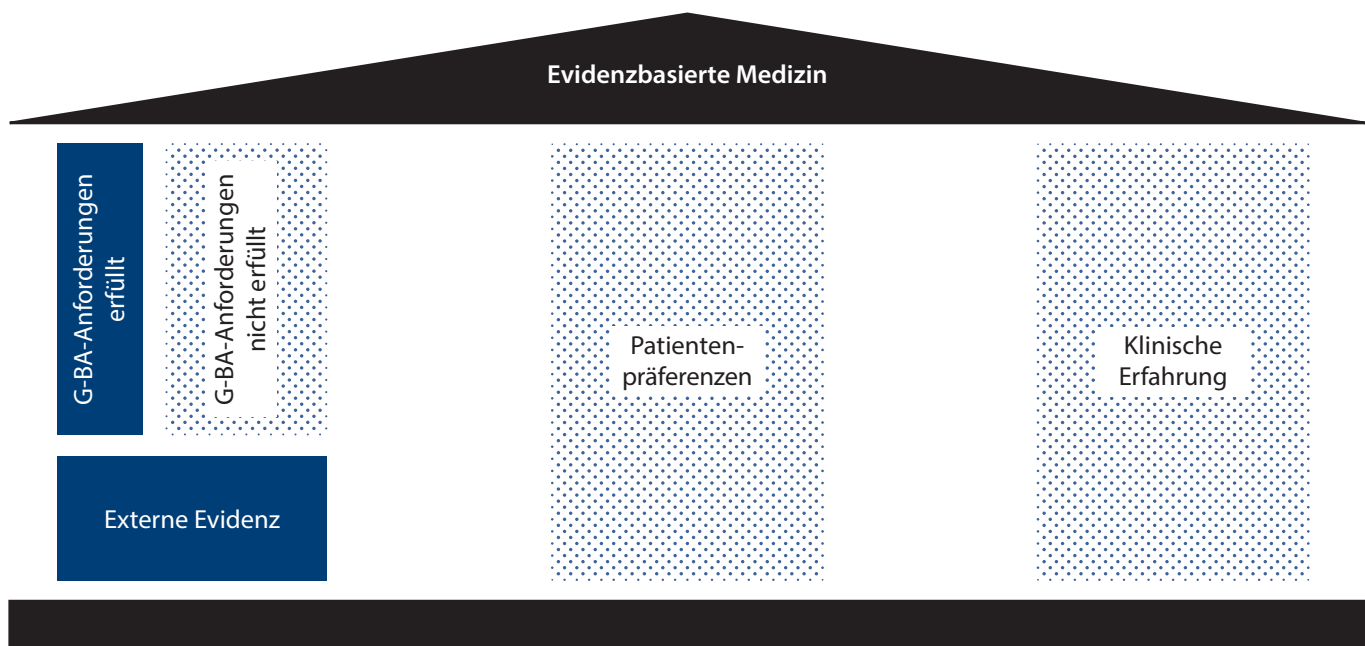 Evidenzbasierte Medizin
G-BA-Anforderungen
erfüllt
G-BA-Anforderungen
nicht erfüllt
Externe Evidenz
Patienten-
präferenzen
Klinische
Erfahrung